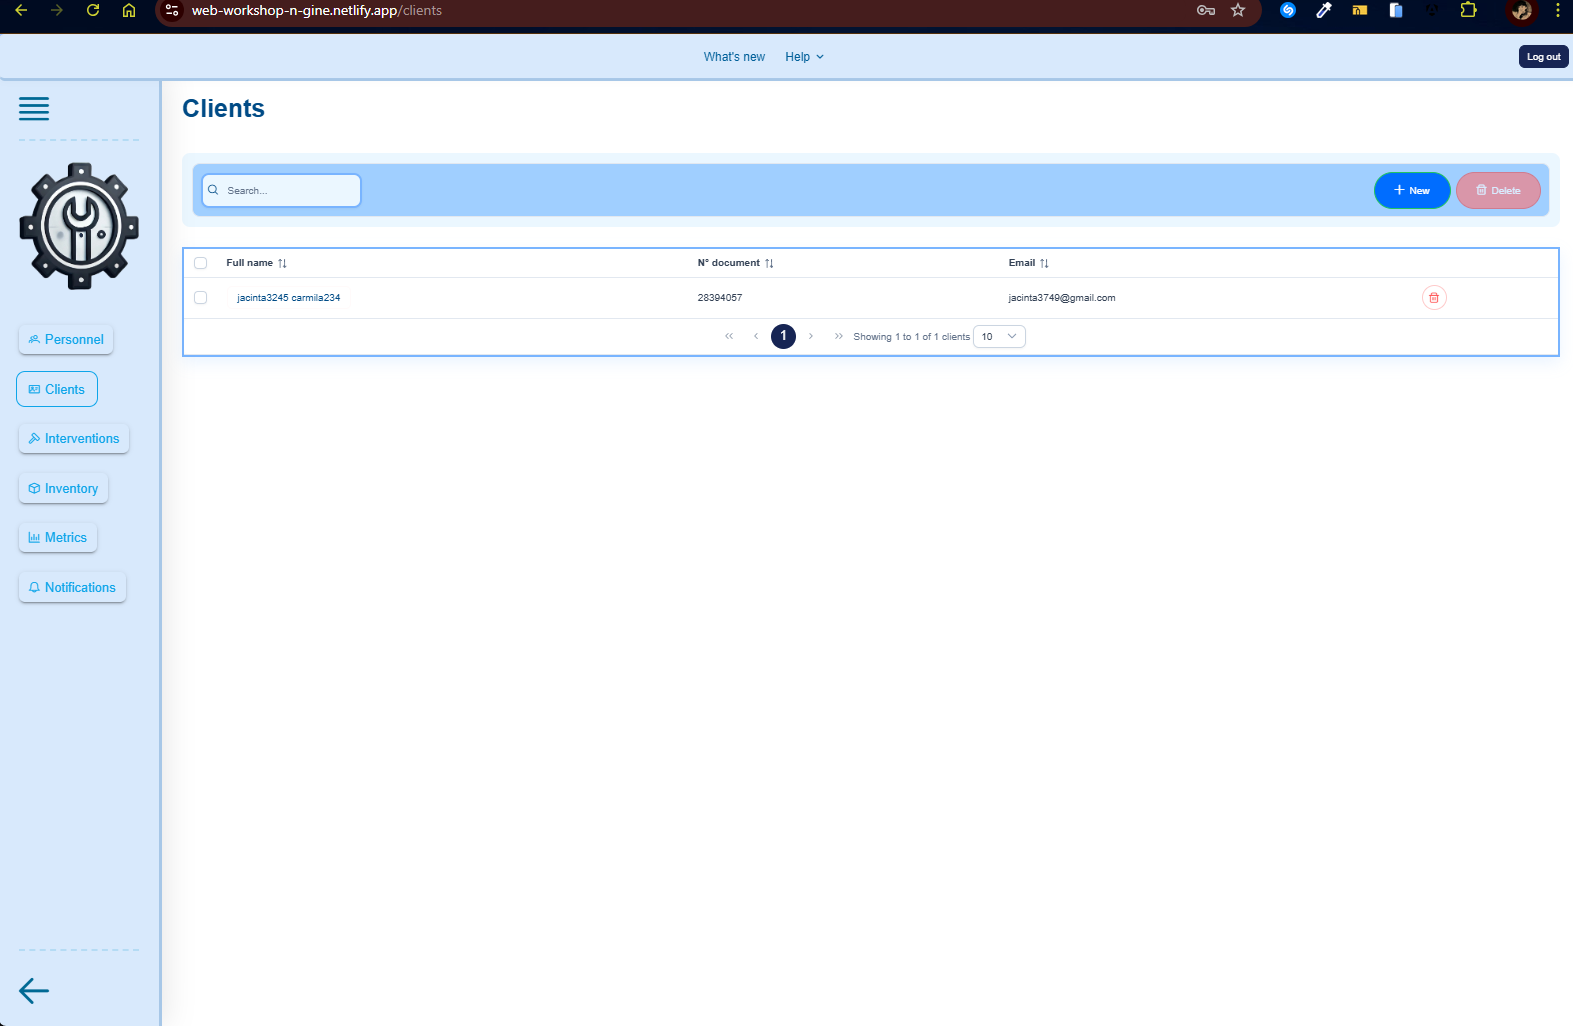 web-workshop-n-gine.netlify.app/clients
What's new Help
Log out
Clients
Search...
New Delete
Full name N° document Email
jacinta3245 carmila234 28394057 jacinta3749@gmail.com
« ‹ 1 › » Showing 1 to 1 of 1 clients 10
Personnel
Clients
Interventions
Inventory
Metrics
Notifications